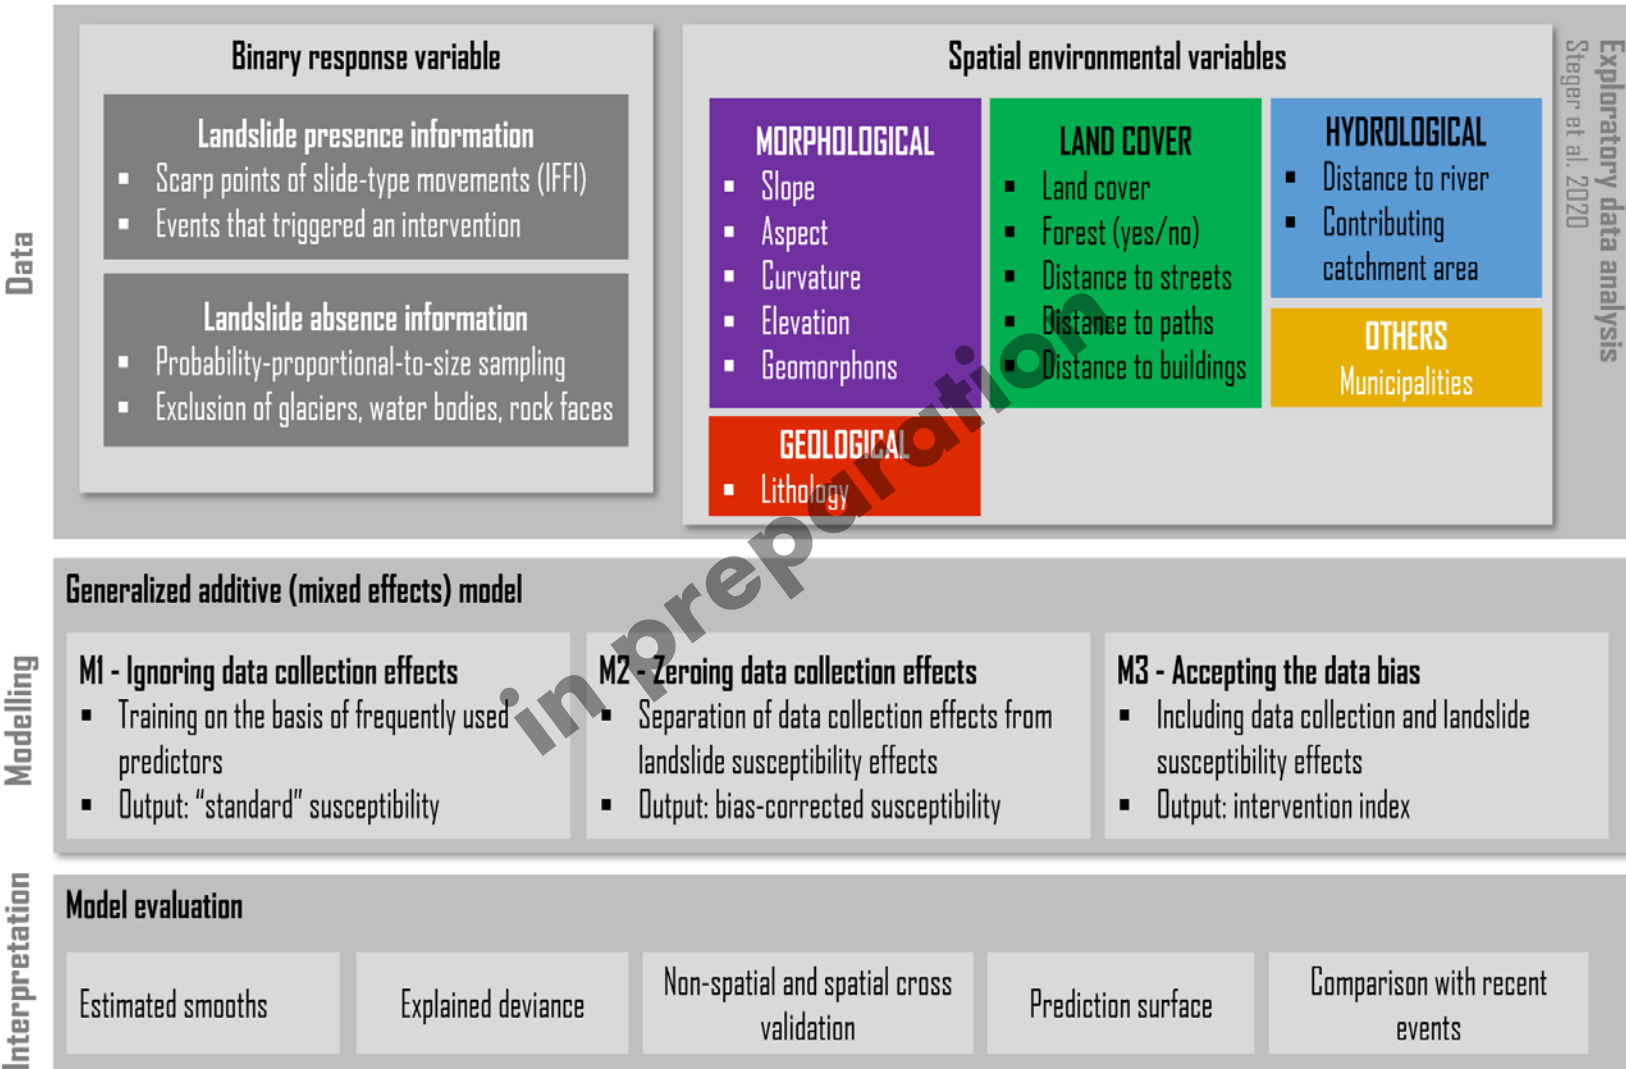 Data
Binary response variable
Landslide presence information
▪ Scarp points of slide-type movements (IFFI)
▪ Events that triggered an intervention
Landslide absence information
▪ Probability-proportional-to-size sampling
▪ Exclusion of glaciers, water bodies, rock faces
Spatial environmental variables
MORPHOLOGICAL
▪ Slope
▪ Aspect
▪ Curvature
▪ Elevation
▪ Geomorphons
LAND COVER
▪ Land cover
▪ Forest (yes/no)
▪ Distance to streets
▪ Distance to paths
▪ Distance to buildings
HYDROLOGICAL
▪ Distance to river
▪ Contributing
catchment area
OTHERS
Municipalities
GEOLOGICAL
▪ Lithology
Exploratory data analysis
Steger et al. 2020
in preparation
Modelling
Generalized additive (mixed effects) model
M1 - Ignoring data collection effects
▪ Training on the basis of frequently used
predictors
▪ Output: “standard” susceptibility
M2 - Zeroing data collection effects
▪ Separation of data collection effects from
landslide susceptibility effects
▪ Output: bias-corrected susceptibility
M3 - Accepting the data bias
▪ Including data collection and landslide
susceptibility effects
▪ Output: intervention index
Interpretation
Model evaluation
Estimated smooths
Explained deviance
Non-spatial and spatial cross
validation
Prediction surface
Comparison with recent
events